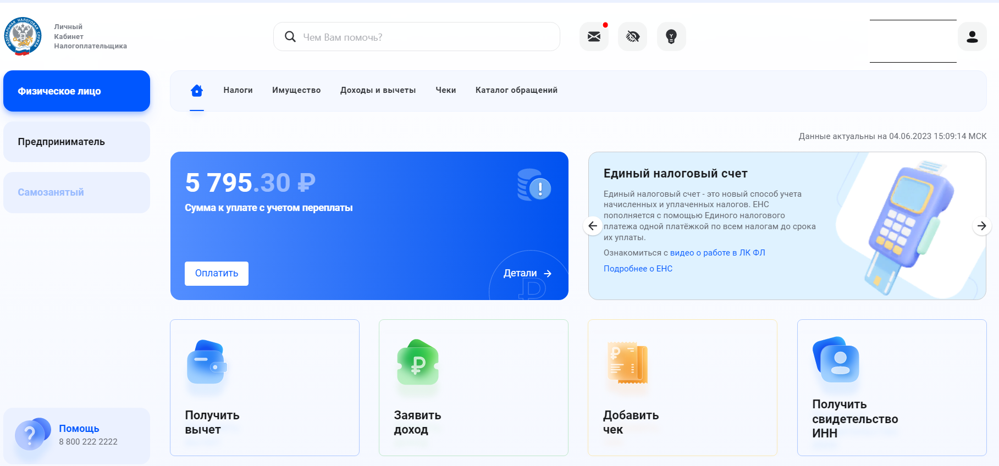 ФЕДЕРАЛЬНАЯ НАЛОГОВАЯ СЛУЖБА
Личный
Кабинет
Налогоплательщика
Чем Вам помочь?
Физическое лицо
Предприниматель
Самозанятый
Налоги
Имущество
Доходы и вычеты
Чеки
Каталог обращений
Данные актуальны на 04.06.2023 15:09:14 МСК
5 795.30 ₽
Сумма к уплате с учетом переплаты
Оплатить
Детали
Единый налоговый счет
Единый налоговый счет - это новый способ учета
начисленных и уплаченных налогов. ЕНС
пополняется с помощью Единого налогового
платежа одной платёжкой по всем налогам до срока
их уплаты.
Ознакомиться с видео о работе в ЛК ФЛ
Подробнее о ЕНС
Получить
вычет
Заявить
доход
Добавить
чек
Получить
свидетельство
ИНН
Помощь
8 800 222 2222